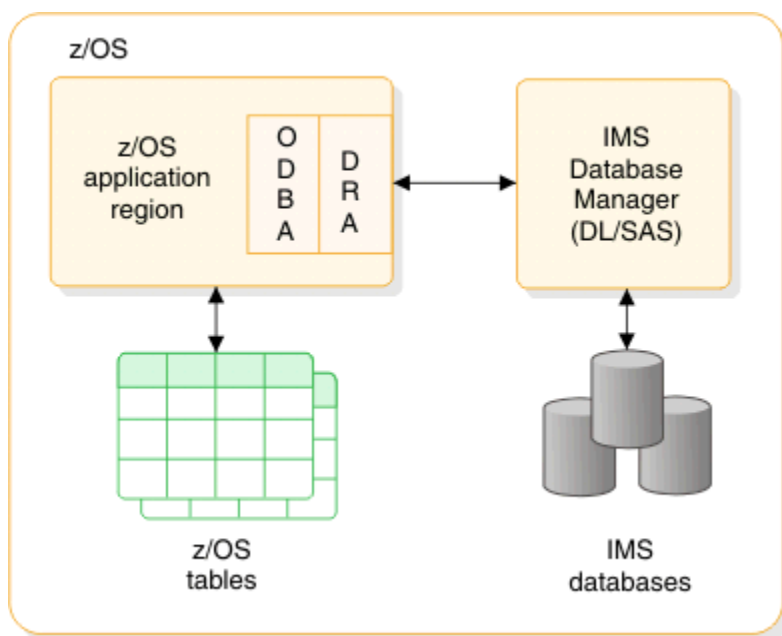 z/OS
z/OS
application
region
O
D
B
A
D
R
A
IMS
Database
Manager
(DL/SAS)
z/OS
tables
IMS
databases